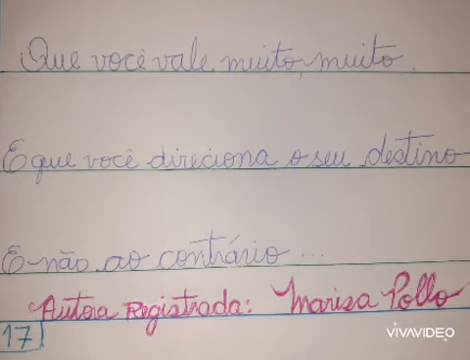 Que você vale muito, muito.
E que você direciona o seu destino
E não ao contrário...
Autora Registrada: Marisa Pollo
17
VIVAVIDEO